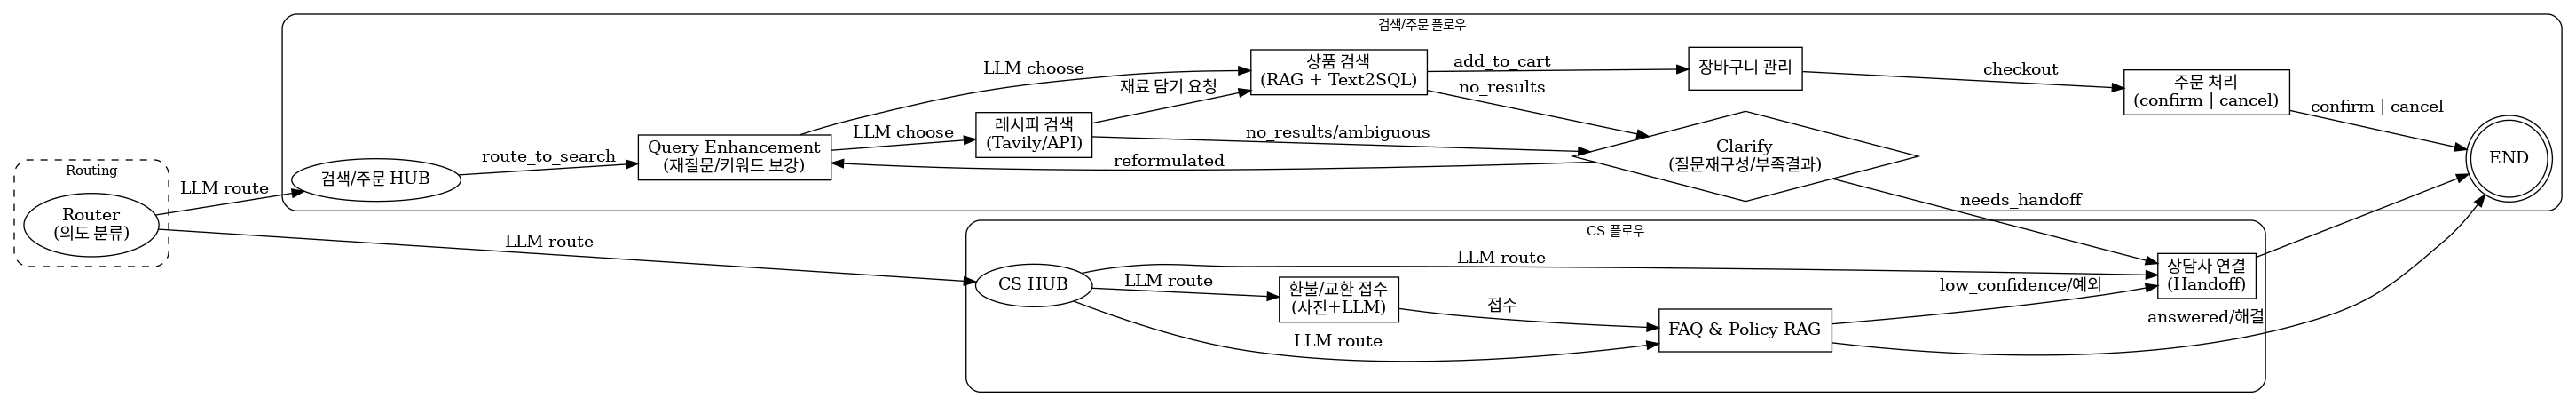 검색/주문 플로우
Routing
Router
(의도 분류)
LLM route
LLM route
검색/주문 HUB
route_to_search
Query Enhancement
(재질문/키워드 보강)
LLM choose
LLM choose
레시피 검색
(Tavily/API)
재료 담기 요청
no_results/ambiguous
reformulated
상품 검색
(RAG + Text2SQL)
add_to_cart
no_results
장바구니 관리
Clarify
(질문재구성/부족결과)
checkout
needs_handoff
주문 처리
(confirm | cancel)
confirm | cancel
END
CS 플로우
CS HUB
LLM route
LLM route
LLM route
환불/교환 접수
(사진+LLM)
접수
FAQ & Policy RAG
low_confidence/예외
answered/해결
상담사 연결
(Handoff)